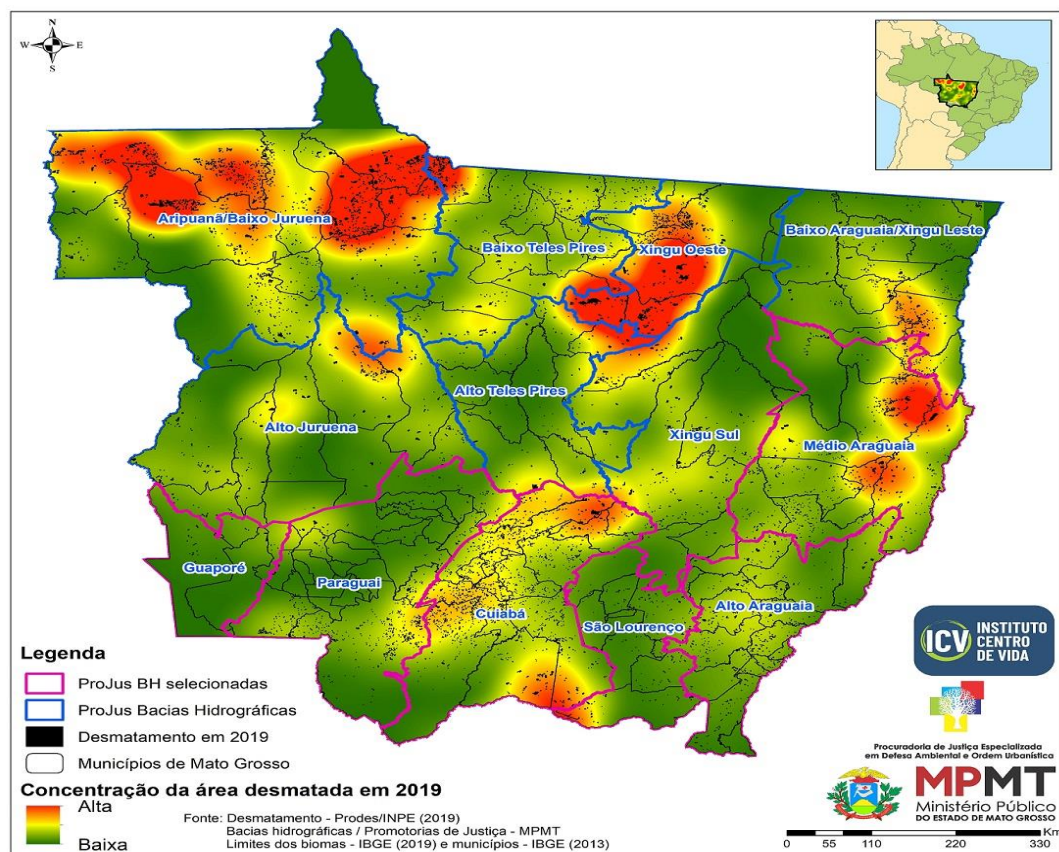 N
W E
S
Aripuanã/Baixo Juruena
Baixo Teles Pires
Xingu Oeste
Baixo Araguaia/Xingu Leste
Alto Teles Pires
Alto Juruena
Xingu Sul
Médio Araguaia
Guaporé
Paraguai
Cuiabá
São Lourenço
Alto Araguaia
Legenda
ProJus BH selecionadas
ProJus Bacias Hidrográficas
Desmatamento em 2019
Municípios de Mato Grosso
Concentração da área desmatada em 2019
Alta
Baixa
Fonte: Desmatamento - Prodes/INPE (2019)
Bacias hidrográficas / Promotorias de Justiça - MPMT
Limites dos biomas - IBGE (2019) e municípios - IBGE (2013)
ICV INSTITUTO
CENTRO
DE VIDA
Procuradoria de Justiça Especializada
em Defesa Ambiental e Ordem Urbanística
MPMT
Ministério Público
DO ESTADO DE MATO GROSSO
Km
0 55 110 220 330